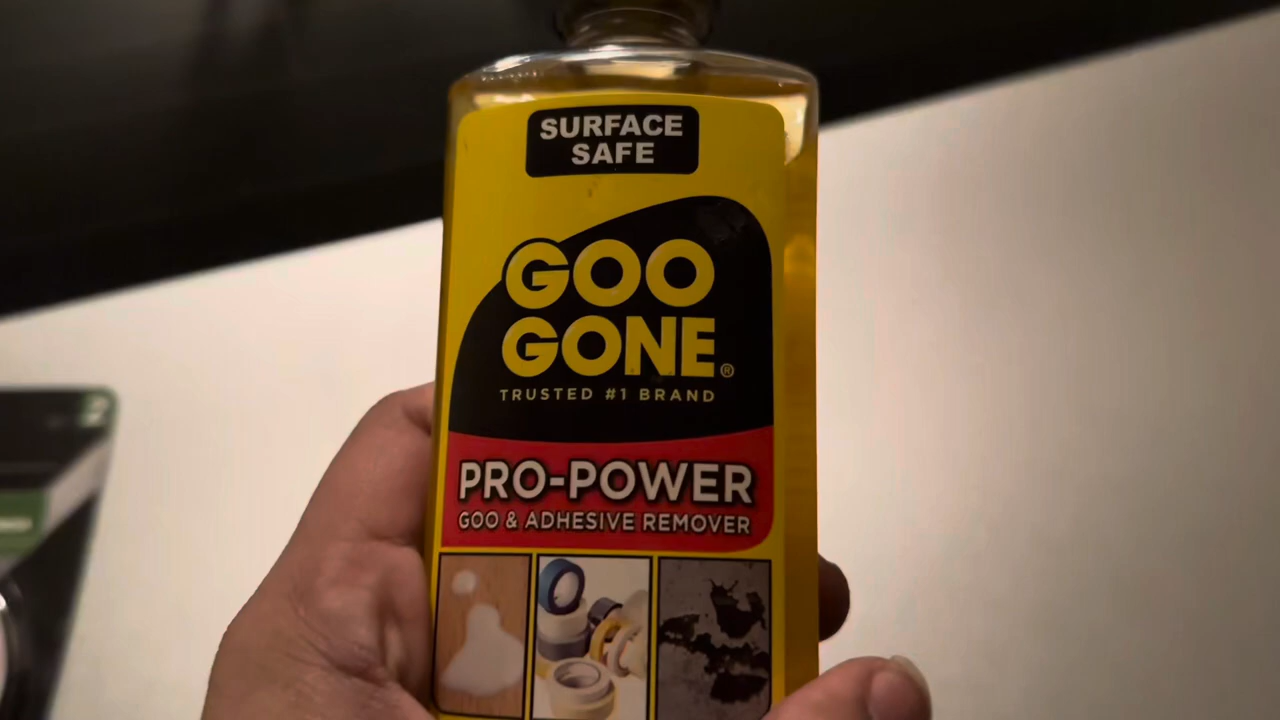 SURFACE
SAFE
GOO
GONE®
TRUSTED #1 BRAND
PRO-POWER
GOO & ADHESIVE REMOVER